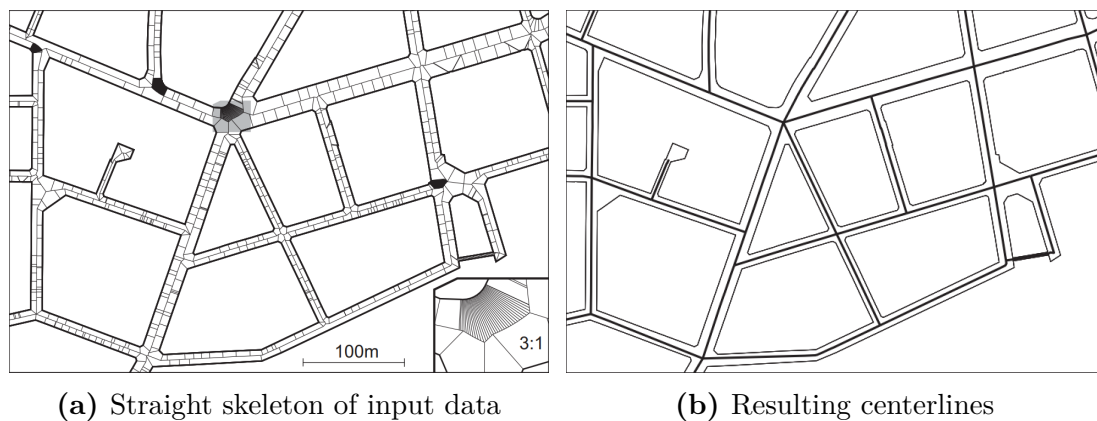 100m
3:1
(a) Straight skeleton of input data
(b) Resulting centerlines